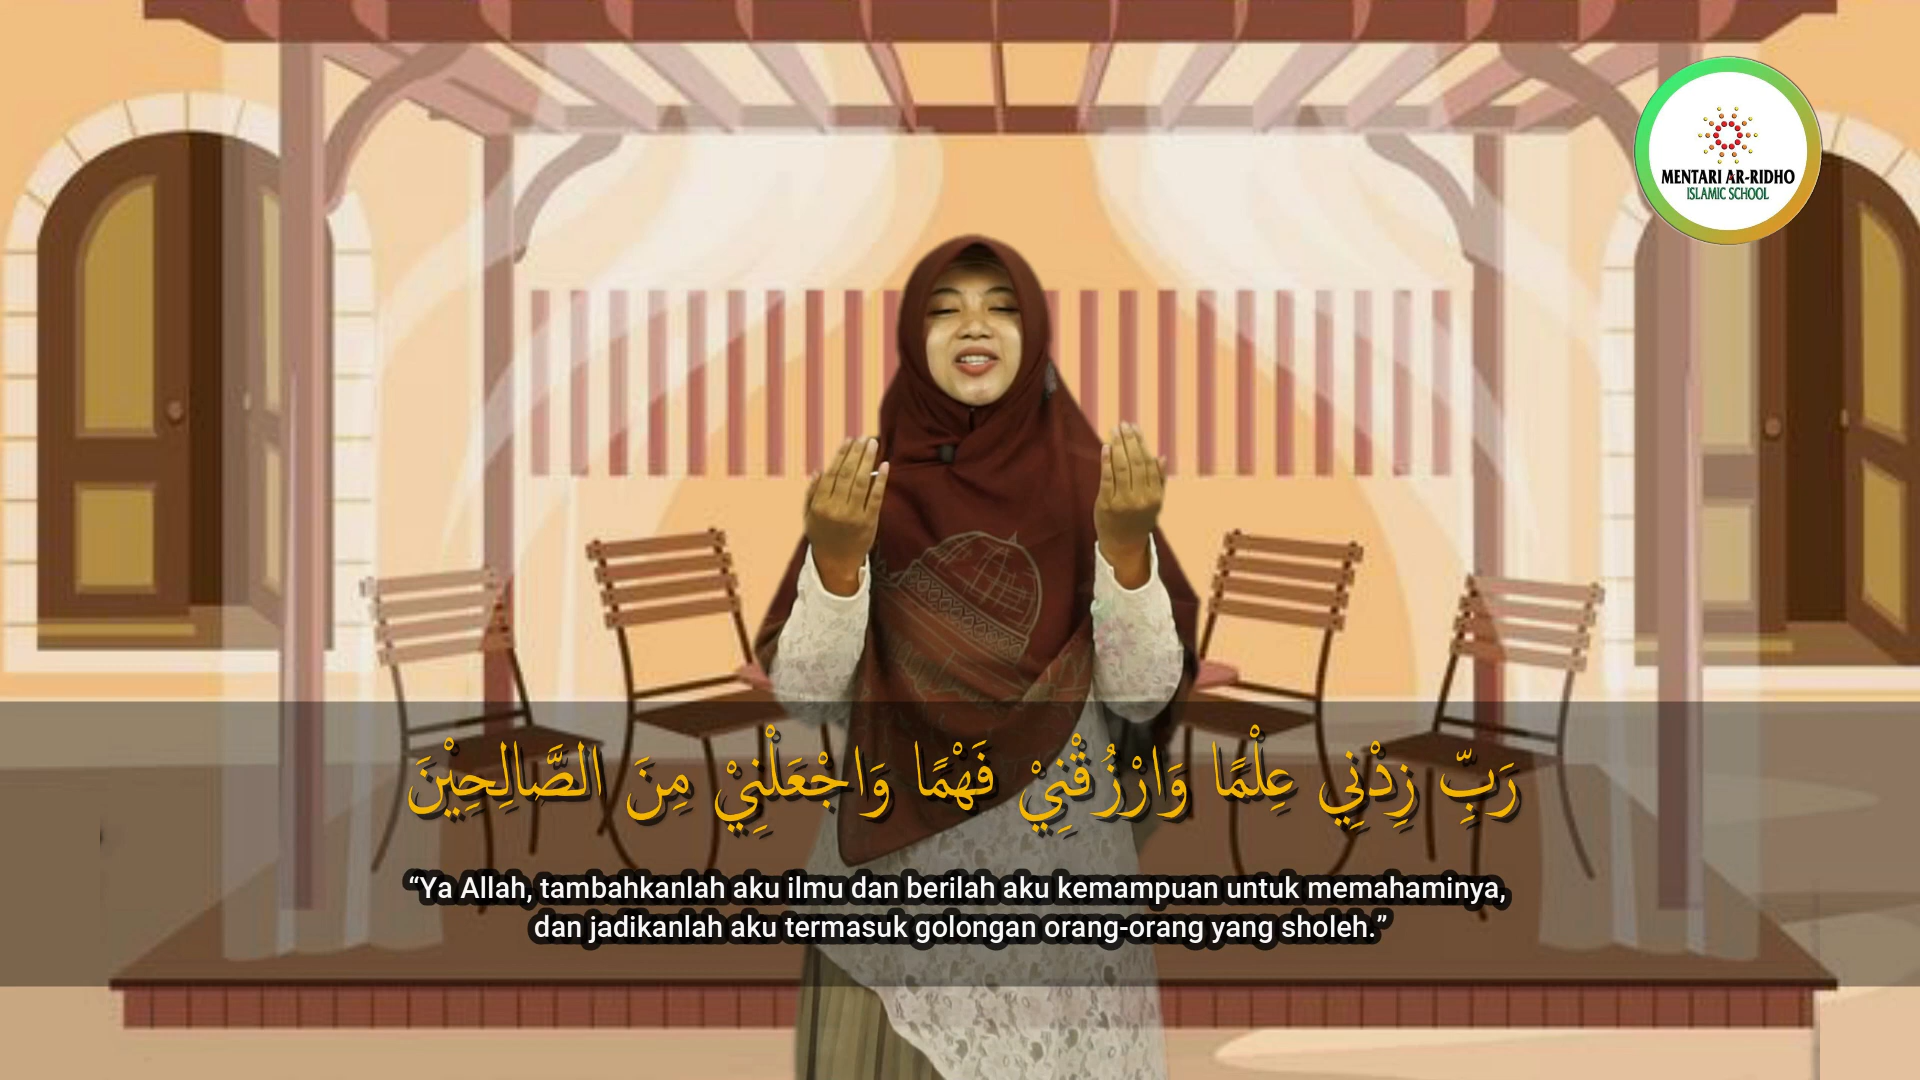 MENTARI AR-RIDHO
ISLAMIC SCHOOL
رَبِّ زِدْنِي عِلْمًا وَارْزُقْنِيْ فَهْمًا وَاجْعَلْنِيْ مِنَ الصَّالِحِيْنَ
“Ya Allah, tambahkanlah aku ilmu dan berilah aku kemampuan untuk memahaminya,
dan jadikanlah aku termasuk golongan orang-orang yang sholeh.”